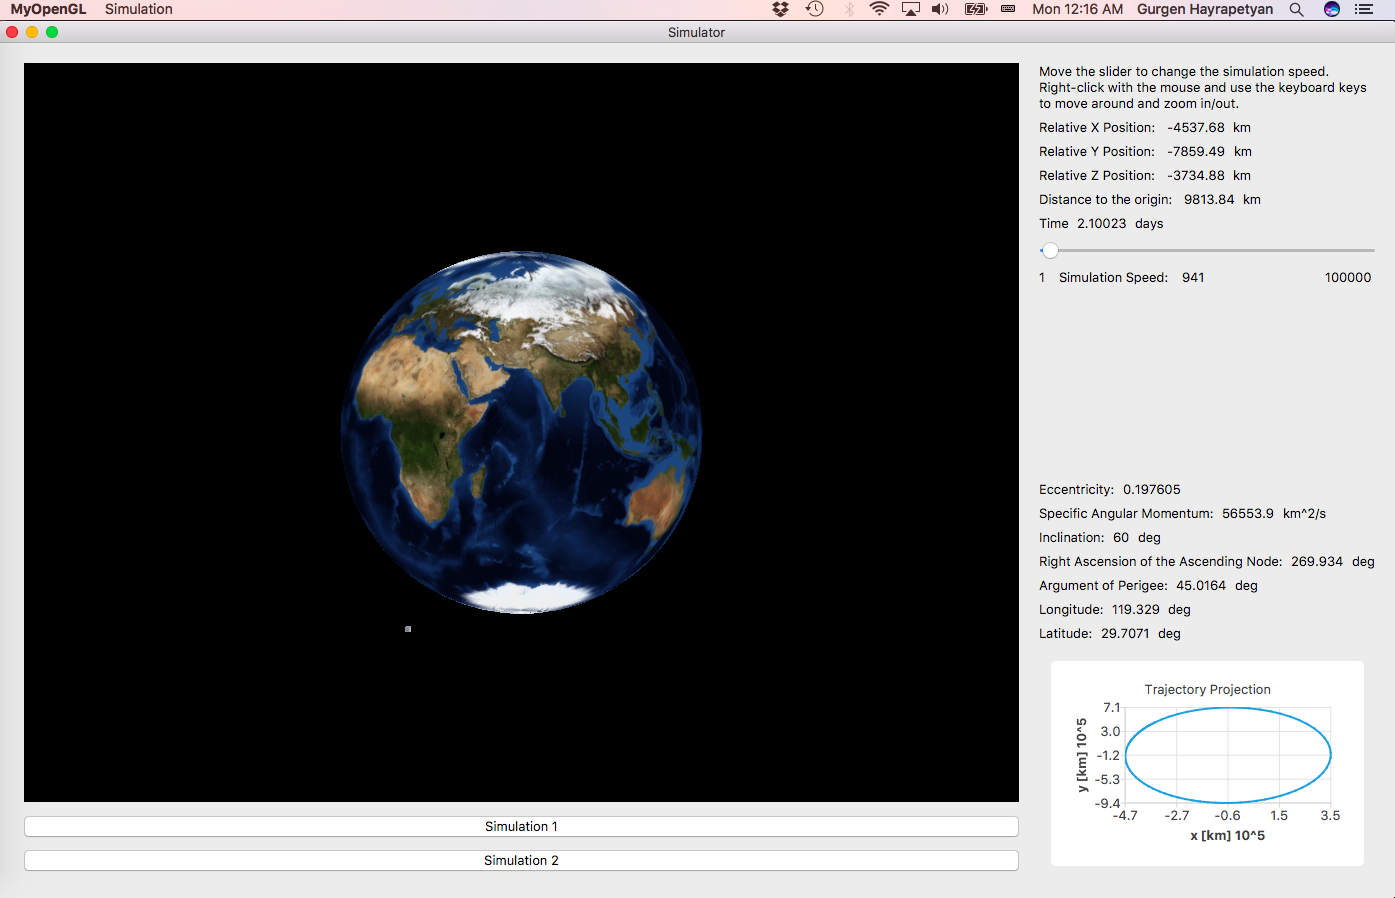 MyOpenGL Simulation Mon 12:16 AM Gurgen Hayrapetyan
Simulator
Move the slider to change the simulation speed.
Right-click with the mouse and use the keyboard keys
to move around and zoom in/out.
Relative X Position: -4537.68 km
Relative Y Position: -7859.49 km
Relative Z Position: -3734.88 km
Distance to the origin: 9813.84 km
Time 2.10023 days
1 Simulation Speed: 941 100000
Eccentricity: 0.197605
Specific Angular Momentum: 56553.9 km^2/s
Inclination: 60 deg
Right Ascension of the Ascending Node: 269.934 deg
Argument of Perigee: 45.0164 deg
Longitude: 119.329 deg
Latitude: 29.7071 deg
Trajectory Projection
7.1
3.0
-1.2
-5.3
-9.4
y [km] 10^5
-4.7 -2.7 -0.6 1.5 3.5
x [km] 10^5
Simulation 1
Simulation 2